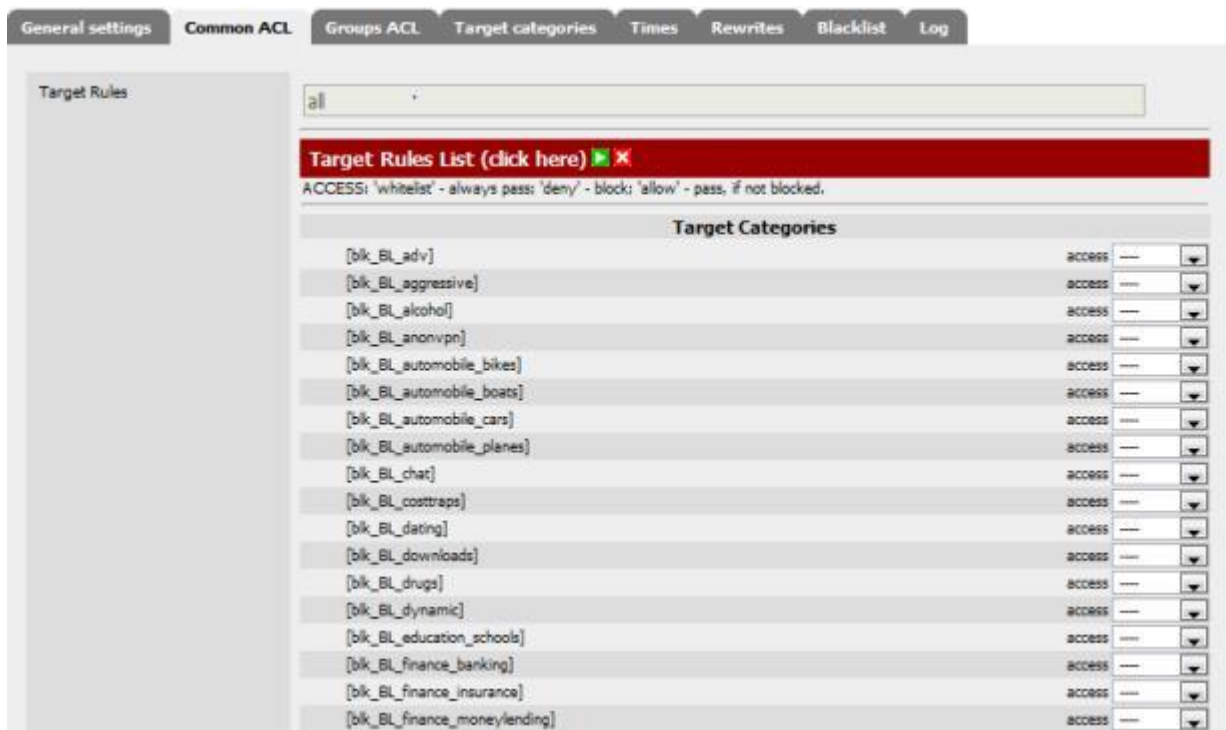 General settings Common ACL Groups ACL Target categories Times Rewrites Blacklist Log
Target Rules
all
Target Rules List (click here)
ACCESS: 'whitelist' - always pass; 'deny' - block; 'allow' - pass, if not blocked.
Target Categories
[blk_BL_adv] access ----
[blk_BL_aggressive] access ----
[blk_BL_alcohol] access ----
[blk_BL_anonvpn] access ----
[blk_BL_automobile_bikes] access ----
[blk_BL_automobile_boats] access ----
[blk_BL_automobile_cars] access ----
[blk_BL_automobile_planes] access ----
[blk_BL_chat] access ----
[blk_BL_costtraps] access ----
[blk_BL_dating] access ----
[blk_BL_downloads] access ----
[blk_BL_drugs] access ----
[blk_BL_dynamic] access ----
[blk_BL_education_schools] access ----
[blk_BL_finance_banking] access ----
[blk_BL_finance_insurance] access ----
[blk_BL_finance_moneylending] access ----